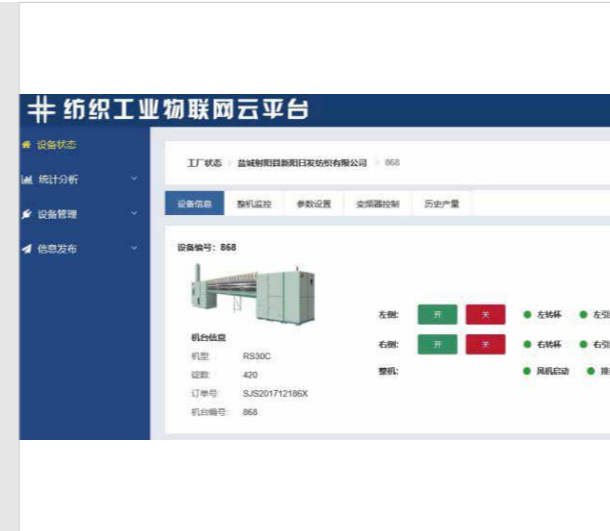 纺织工业物联网云平台
设备状态
统计分析
设备管理
信息发布
工厂状态 > 盐城射阳县新阳日发纺织有限公司 > 868
设备信息 整机监控 参数设置 变频器控制 历史产量
设备编号: 868
左侧: 开 关 左转杯 左引
右侧: 开 关 右转杯 右引
整机: 风机启动
机台信息
机型 RS30C
锭数 420
订单号 SJS201712186X
机台编号 868